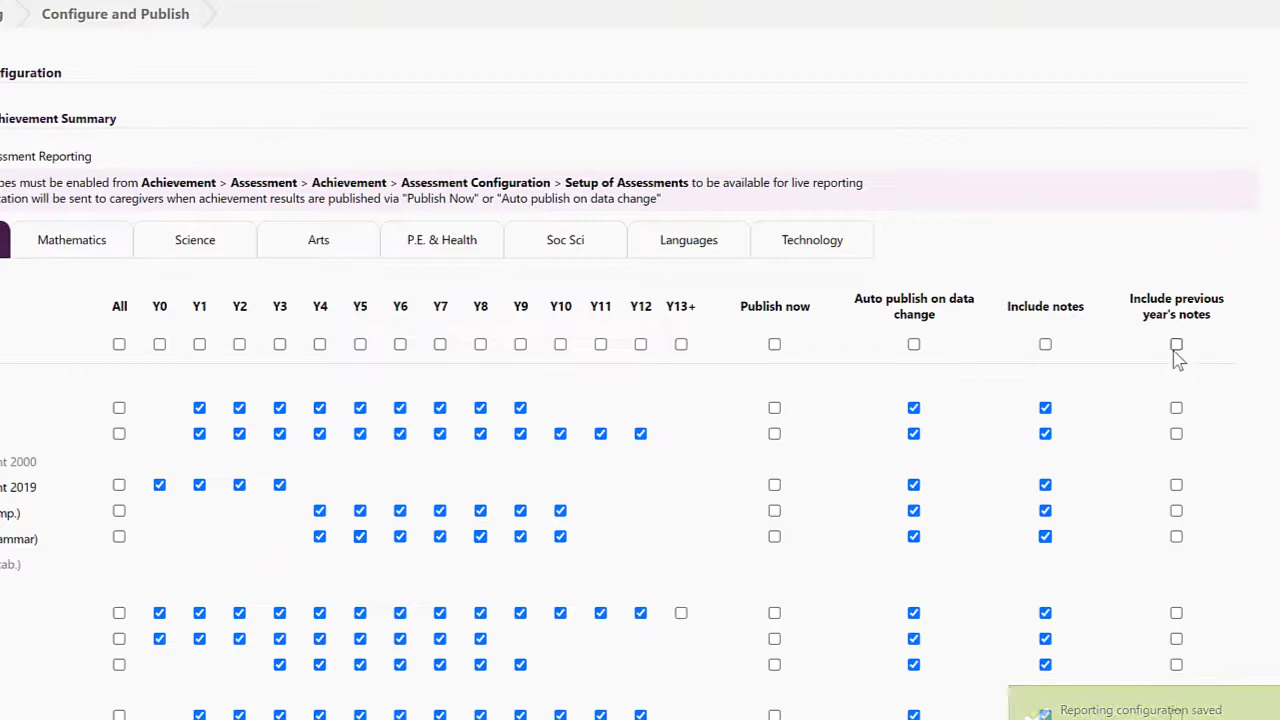 g
Configure and Publish
figuration
hievement Summary
ssment Reporting
pes must be enabled from Achievement > Assessment > Achievement > Assessment Configuration > Setup of Assessments to be available for live reporting
ation will be sent to caregivers when achievement results are published via "Publish Now" or "Auto publish on data change"
Mathematics
Science
Arts
P.E. & Health
Soc Sci
Languages
Technology
All
Y0
Y1
Y2
Y3
Y4
Y5
Y6
Y7
Y8
Y9
Y10
Y11
Y12
Y13+
Publish now
Auto publish on data
change
Include notes
Include previous
year's notes
nt 2000
nt 2019
mp.)
ammar)
cab.)
Reporting configuration saved